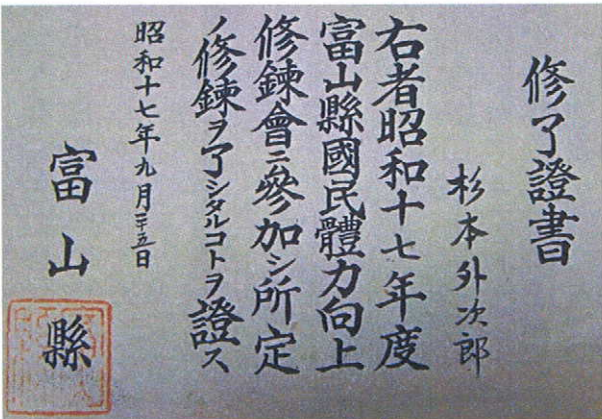 修了證書
杉本外次郎
右者昭和十七年度
富山縣國民體力向上
修鍊會ニ參加シ所定
ノ修鍊ヲ了シタルコトヲ證ス
昭和十七年九月二十五日
富山縣